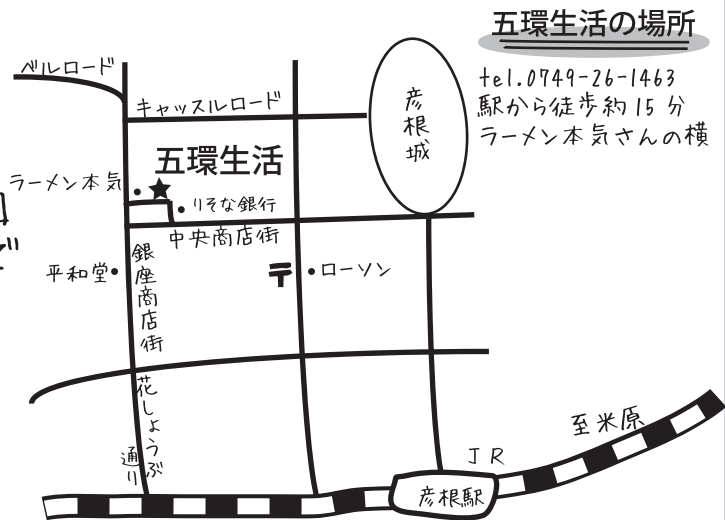 五環生活の場所
tel.0749-26-1463
駅から徒歩約15分
ラーメン本気さんの横
ベルロード
キャッスルロード
彦根城
五環生活
ラーメン本気
りそな銀行
中央商店街
銀座商店街
平和堂
〒
ローソン
花しょうぶ
通り
至米原
JR
彦根駅